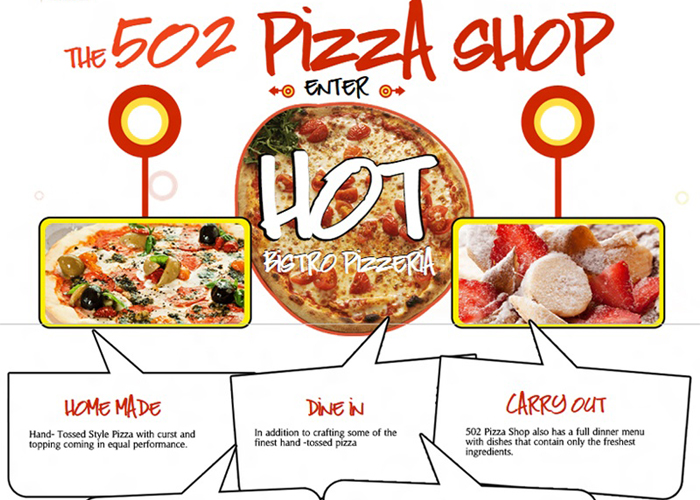 THE 502 PIZZA SHOP
ENTER
HOT
BISTRO PIZZERIA
HOME MADE
Hand- Tossed Style Pizza with curst and
topping coming in equal performance.
DINE IN
In addition to crafting some of the
finest hand -tossed pizza
CARRY OUT
502 Pizza Shop also has a full dinner menu
with dishes that contain only the freshest
ingredients.